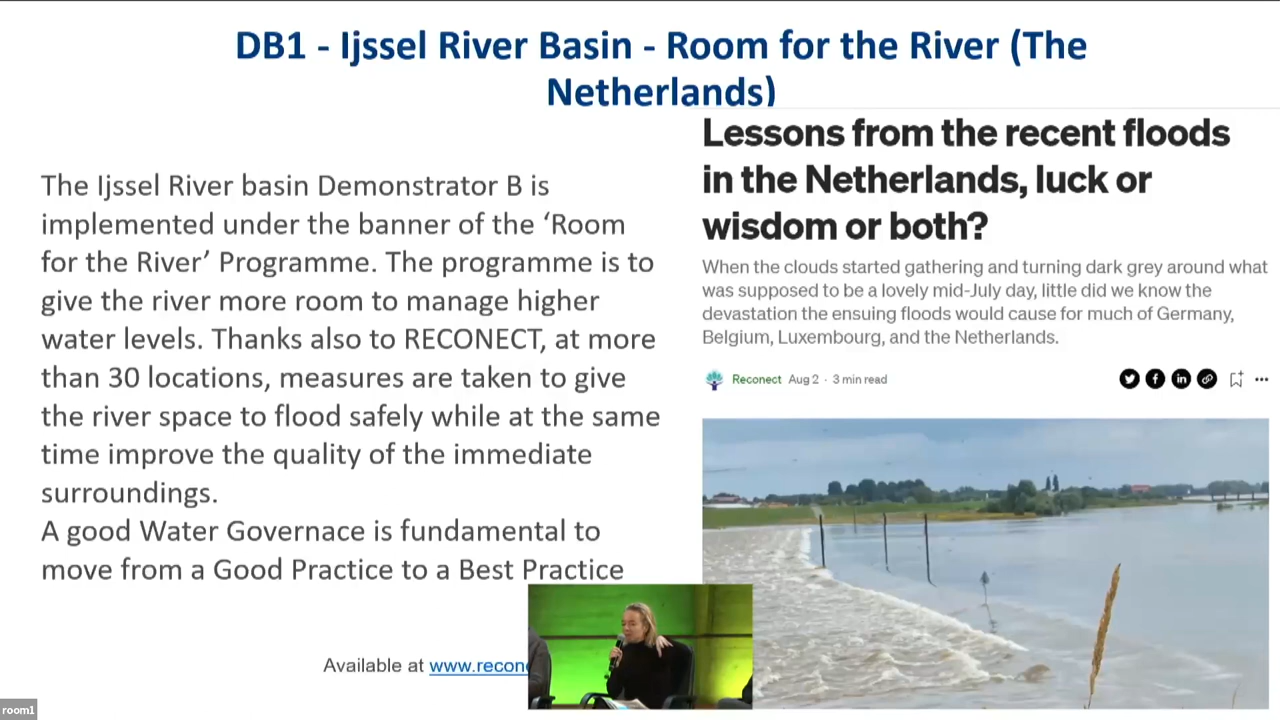 DB1 - Ijssel River Basin - Room for the River (The
Netherlands)
The Ijssel River basin Demonstrator B is
implemented under the banner of the ‘Room
for the River’ Programme. The programme is to
give the river more room to manage higher
water levels. Thanks also to RECONECT, at more
than 30 locations, measures are taken to give
the river space to flood safely while at the same
time improve the quality of the immediate
surroundings.
A good Water Governace is fundamental to
move from a Good Practice to a Best Practice
Available at www.recone
Lessons from the recent floods
in the Netherlands, luck or
wisdom or both?
When the clouds started gathering and turning dark grey around what
was supposed to be a lovely mid-July day, little did we know the
devastation the ensuing floods would cause for much of Germany,
Belgium, Luxembourg, and the Netherlands.
Reconect Aug 2 · 3 min read
room1